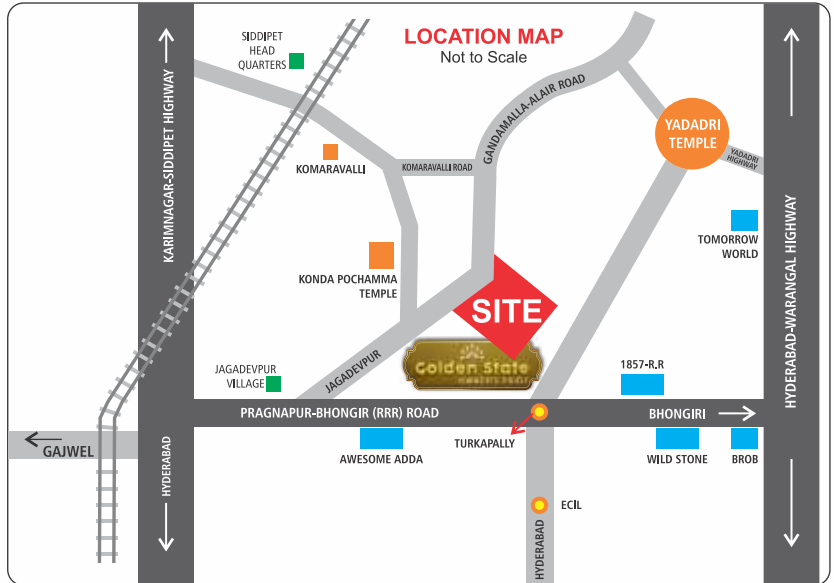 LOCATION MAP
Not to Scale
SIDDIPET
HEAD
QUARTERS
KARIMNAGAR-SIDDIPET HIGHWAY
GANDAMALLA-ALAIR ROAD
YADADRI
TEMPLE
YADADRI
HIGHWAY
KOMARAVALLI
KOMARAVALLI ROAD
TOMORROW
WORLD
HYDERABAD-WARANGAL HIGHWAY
KONDA POCHAMMA
TEMPLE
SITE
Golden State
JAGADEVPUR
VILLAGE
JAGADEVPUR
1857-R.R
PRAGNAPUR-BHONGIR (RRR) ROAD
BHONGIRI
GAJWEL
HYDERABAD
AWESOME ADDA
TURKAPALLY
WILD STONE
BROB
ECIL
HYDERABAD